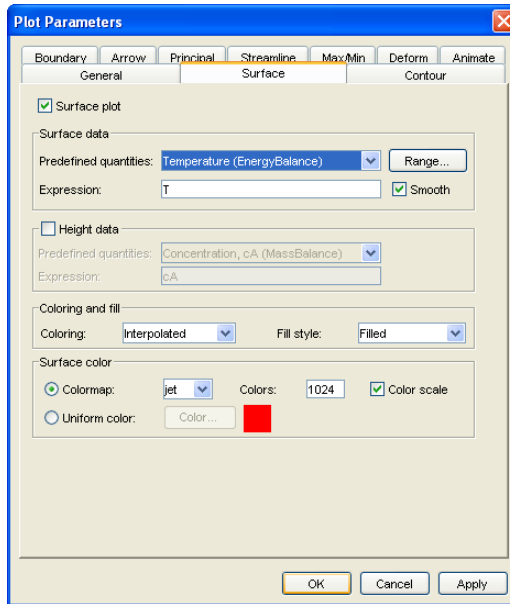 Plot Parameters
Boundary Arrow Principal Streamline Max/Min Deform Animate
General Surface Contour
Surface plot
Surface data
Predefined quantities: Temperature (EnergyBalance) Range...
Expression: T Smooth
Height data
Predefined quantities: Concentration, cA (MassBalance)
Expression: cA
Coloring and fill
Coloring: Interpolated Fill style: Filled
Surface color
Colormap: jet Colors: 1024 Color scale
Uniform color: Color...
OK Cancel Apply